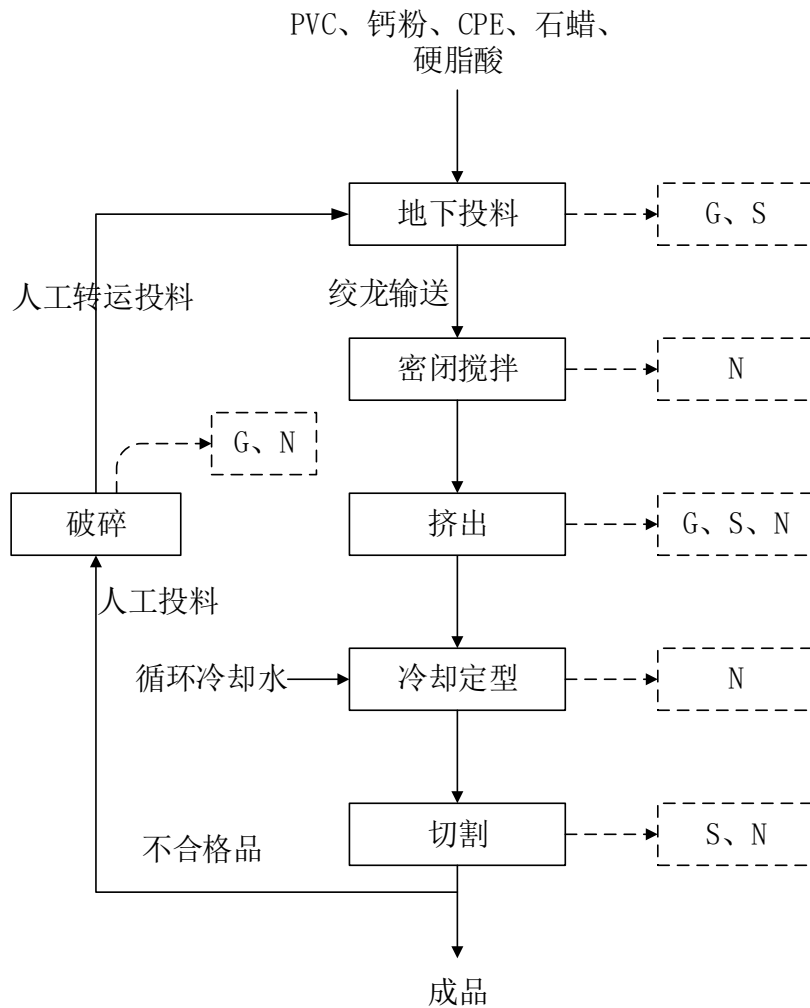 PVC、钙粉、CPE、石蜡、
硬脂酸
地下投料
G、S
人工转运投料
绞龙输送
密闭搅拌
N
G、N
破碎
挤出
G、S、N
人工投料
循环冷却水
冷却定型
N
切割
S、N
不合格品
成品